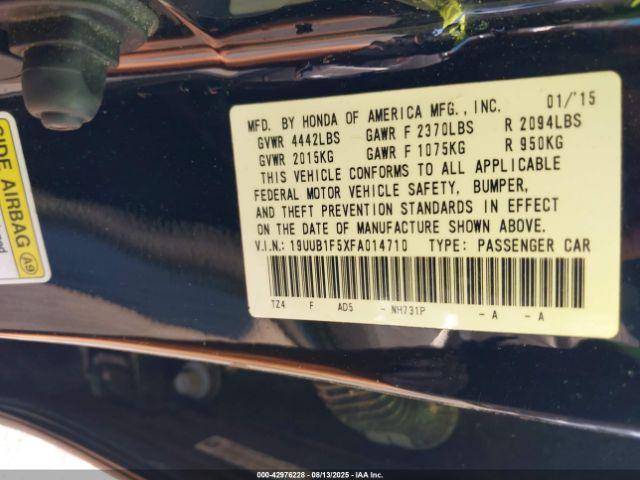 MFD. BY HONDA OF AMERICA MFG., INC. 01/'15
GVWR 4442LBS GAWR F 2370LBS R 2094LBS
GVWR 2015KG GAWR F 1075KG R 950KG
THIS VEHICLE CONFORMS TO ALL APPLICABLE
FEDERAL MOTOR VEHICLE SAFETY, BUMPER,
AND THEFT PREVENTION STANDARDS IN EFFECT
ON THE DATE OF MANUFACTURE SHOWN ABOVE.
V.I.N.: 19UUB1F5XFA014710 TYPE: PASSENGER CAR
TZ4 F AD5 - NH731P - A - A
SIDE AIRBAG
A9
000-42976228 - 08/13/2025 - IAA Inc.